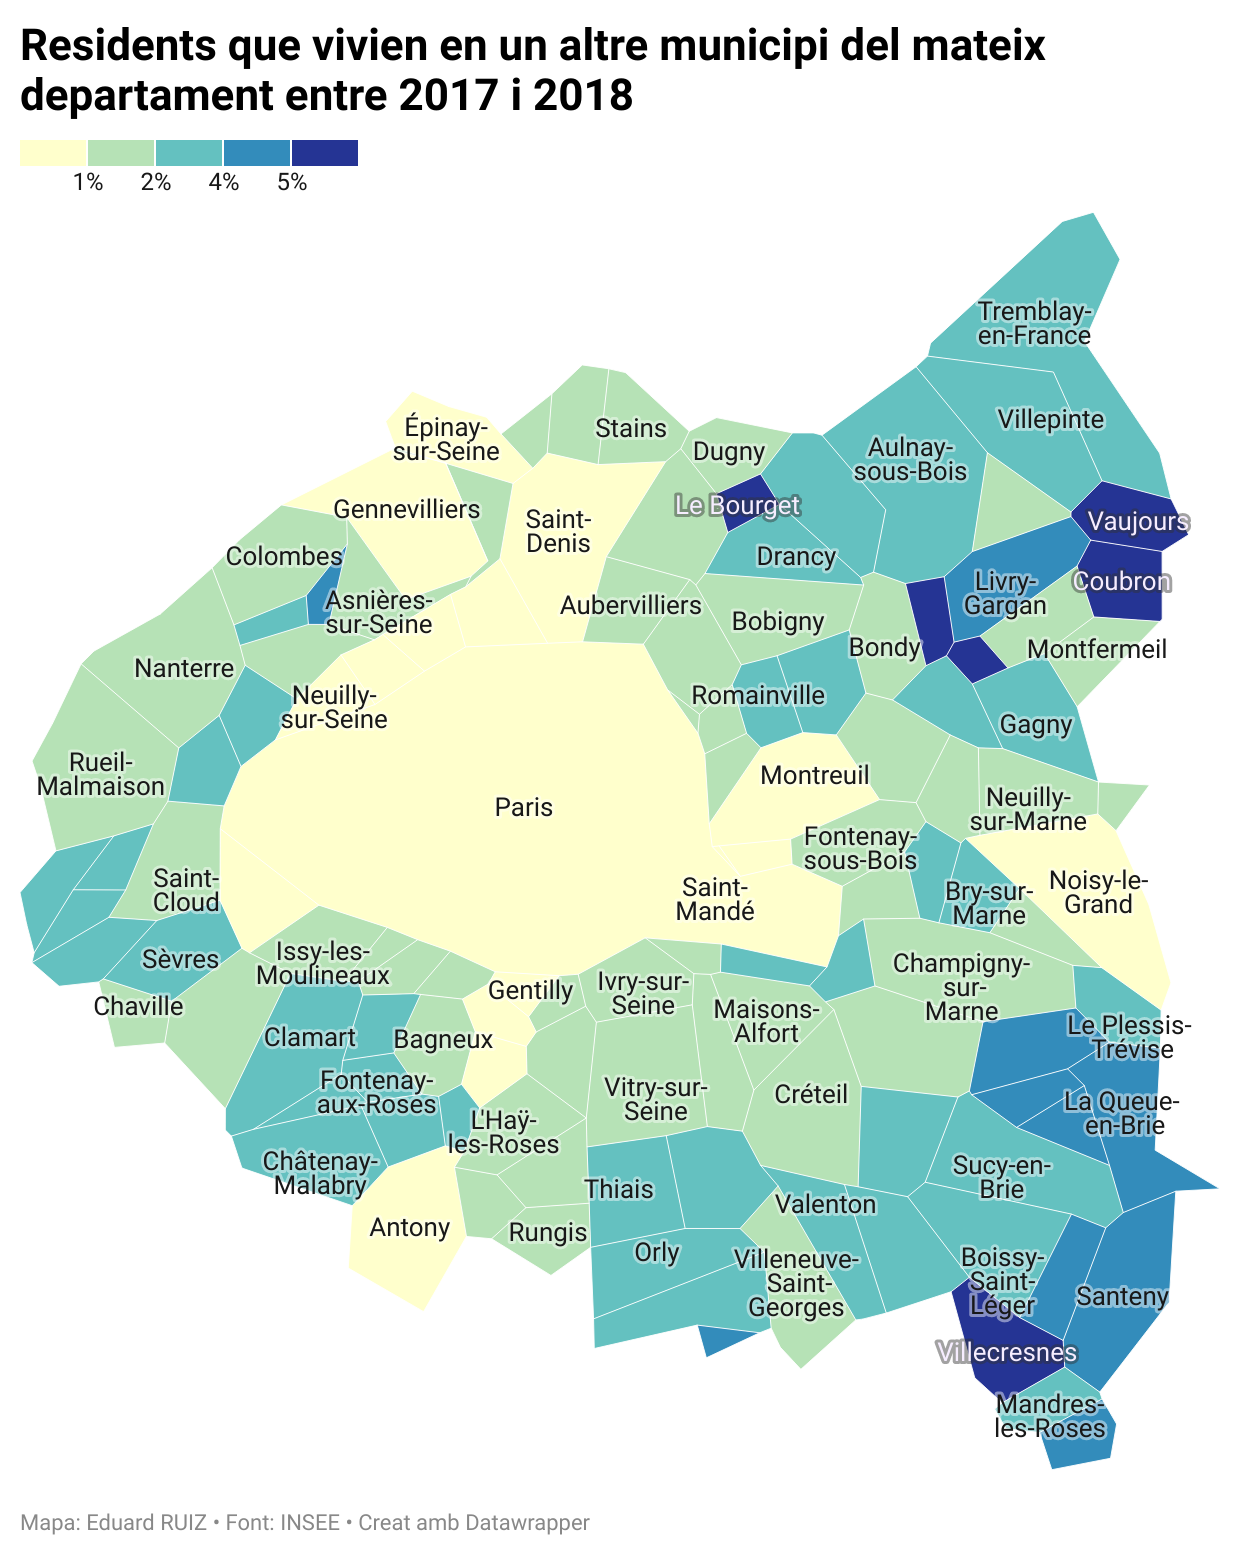 Residents que vivien en un altre municipi del mateix
departament entre 2017 i 2018
1% 2% 4% 5%
Tremblay-
en-France
Villepinte
Épinay-
sur-Seine
Stains
Dugny
Aulnay-
sous-Bois
Gennevilliers
Saint-
Denis
Le Bourget
Vaujours
Colombes
Drancy
Livry-
Gargan
Coubron
Asnières-
sur-Seine
Aubervilliers
Bobigny
Bondy
Montfermeil
Nanterre
Neuilly-
sur-Seine
Romainville
Gagny
Rueil-
Malmaison
Paris
Montreuil
Neuilly-
sur-Marne
Fontenay-
sous-Bois
Saint-
Cloud
Saint-
Mandé
Bry-sur-
Marne
Noisy-le-
Grand
Sèvres
Issy-les-
Moulineaux
Chaville
Gentilly
Ivry-sur-
Seine
Maisons-
Alfort
Champigny-
sur-
Marne
Clamart
Bagneux
Le Plessis-
Trévise
Fontenay-
aux-Roses
Vitry-sur-
Seine
Créteil
La Queue-
en-Brie
L'Haÿ-
les-Roses
Châtenay-
Malabry
Thiais
Valenton
Sucy-en-
Brie
Antony
Rungis
Orly
Villeneuve-
Saint-
Georges
Boissy-
Saint-
Léger
Santeny
Villecresnes
Mandres-
les-Roses
Mapa: Eduard RUIZ • Font: INSEE • Creat amb Datawrapper